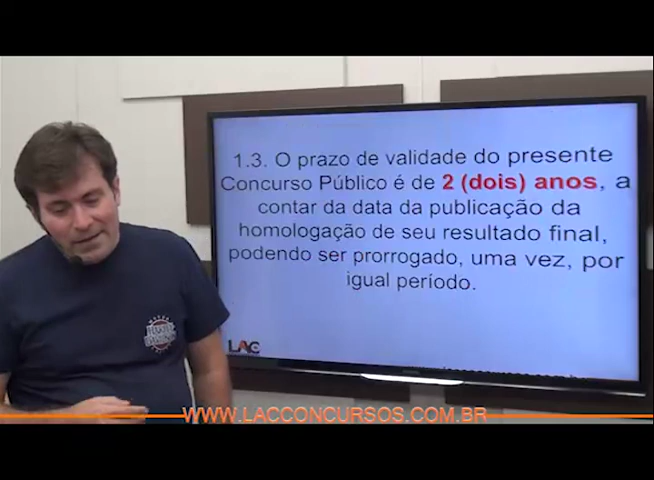 1.3. O prazo de validade do presente
Concurso Público é de 2 (dois) anos, a
contar da data da publicação da
homologação de seu resultado final,
podendo ser prorrogado, uma vez, por
igual período.
LAC
WWW.LACCONCURSOS.COM.BR